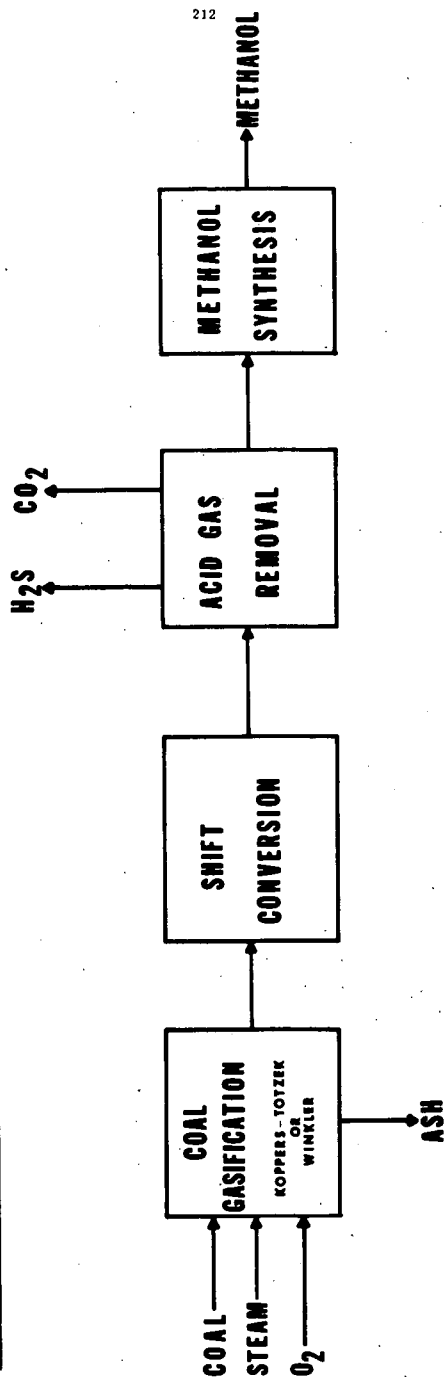 212
COAL
STEAM
O2
COAL
GASIFICATION
KOPPERS-TOTZEK
OR
WINKLER
ASH
SHIFT
CONVERSION
H2S
CO2
ACID GAS
REMOVAL
METHANOL
SYNTHESIS
METHANOL